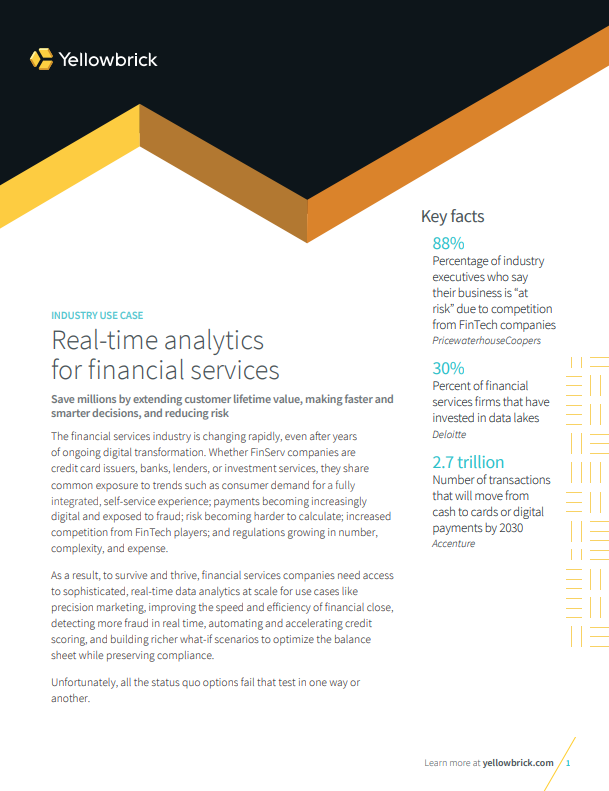 Yellowbrick
Key facts
88%
Percentage of industry
executives who say
their business is “at
risk” due to competition
from FinTech companies
PricewaterhouseCoopers
30%
Percent of financial
services firms that have
invested in data lakes
Deloitte
2.7 trillion
Number of transactions
that will move from
cash to cards or digital
payments by 2030
Accenture
INDUSTRY USE CASE
Real-time analytics
for financial services
Save millions by extending customer lifetime value, making faster and
smarter decisions, and reducing risk
The financial services industry is changing rapidly, even after years
of ongoing digital transformation. Whether FinServ companies are
credit card issuers, banks, lenders, or investment services, they share
common exposure to trends such as consumer demand for a fully
integrated, self-service experience; payments becoming increasingly
digital and exposed to fraud; risk becoming harder to calculate; increased
competition from FinTech players; and regulations growing in number,
complexity, and expense.
As a result, to survive and thrive, financial services companies need access
to sophisticated, real-time data analytics at scale for use cases like
precision marketing, improving the speed and efficiency of financial close,
detecting more fraud in real time, automating and accelerating credit
scoring, and building richer what-if scenarios to optimize the balance
sheet while preserving compliance.
Unfortunately, all the status quo options fail that test in one way or
another.
Learn more at yellowbrick.com 1